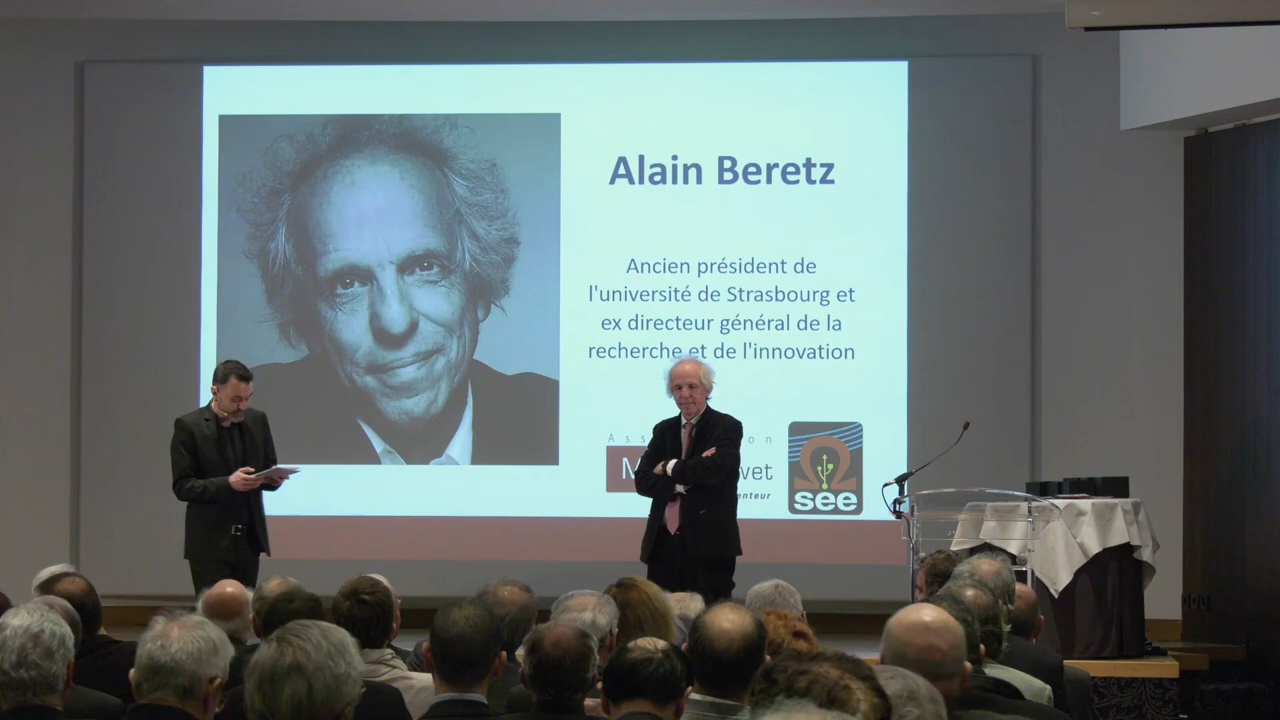 Alain Beretz
Ancien président de
l'université de Strasbourg et
ex directeur général de la
recherche et de l'innovation
see